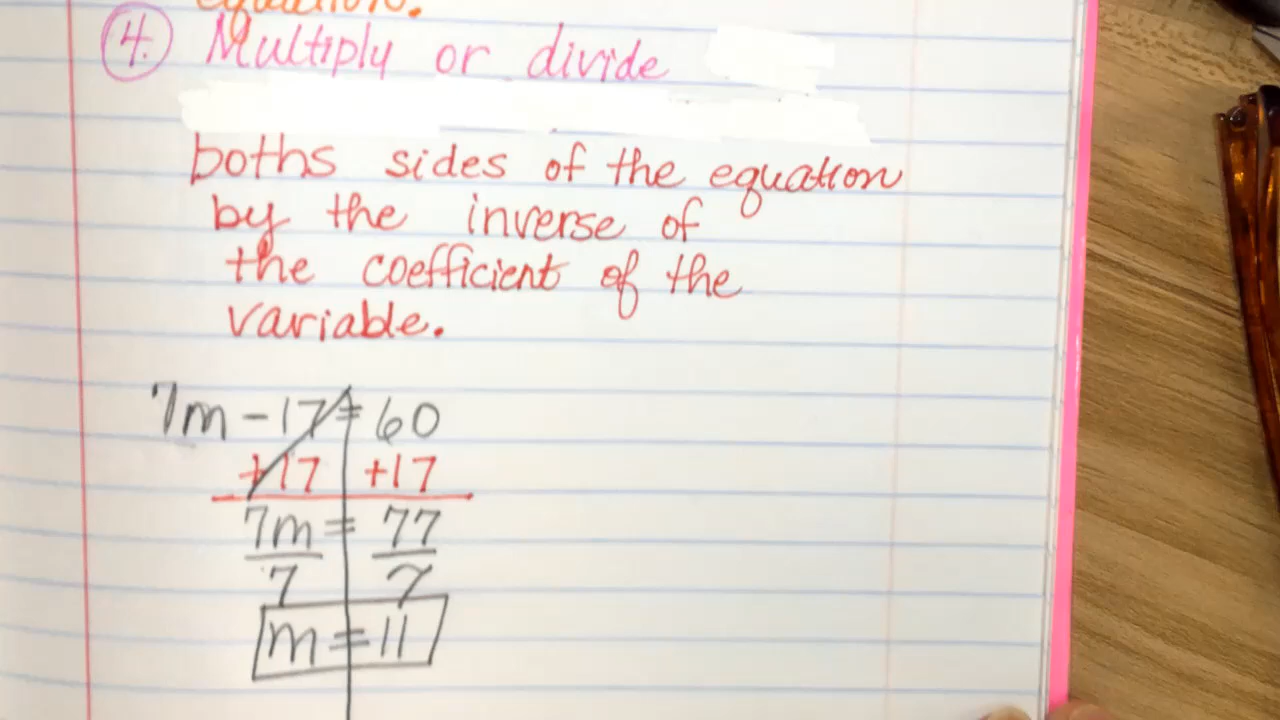 equation.
4. Multiply or divide
boths sides of the equation
by the inverse of
the coefficient of the
variable.
7m - 17 = 60
+17 +17
7m = 77
7 7
m = 11